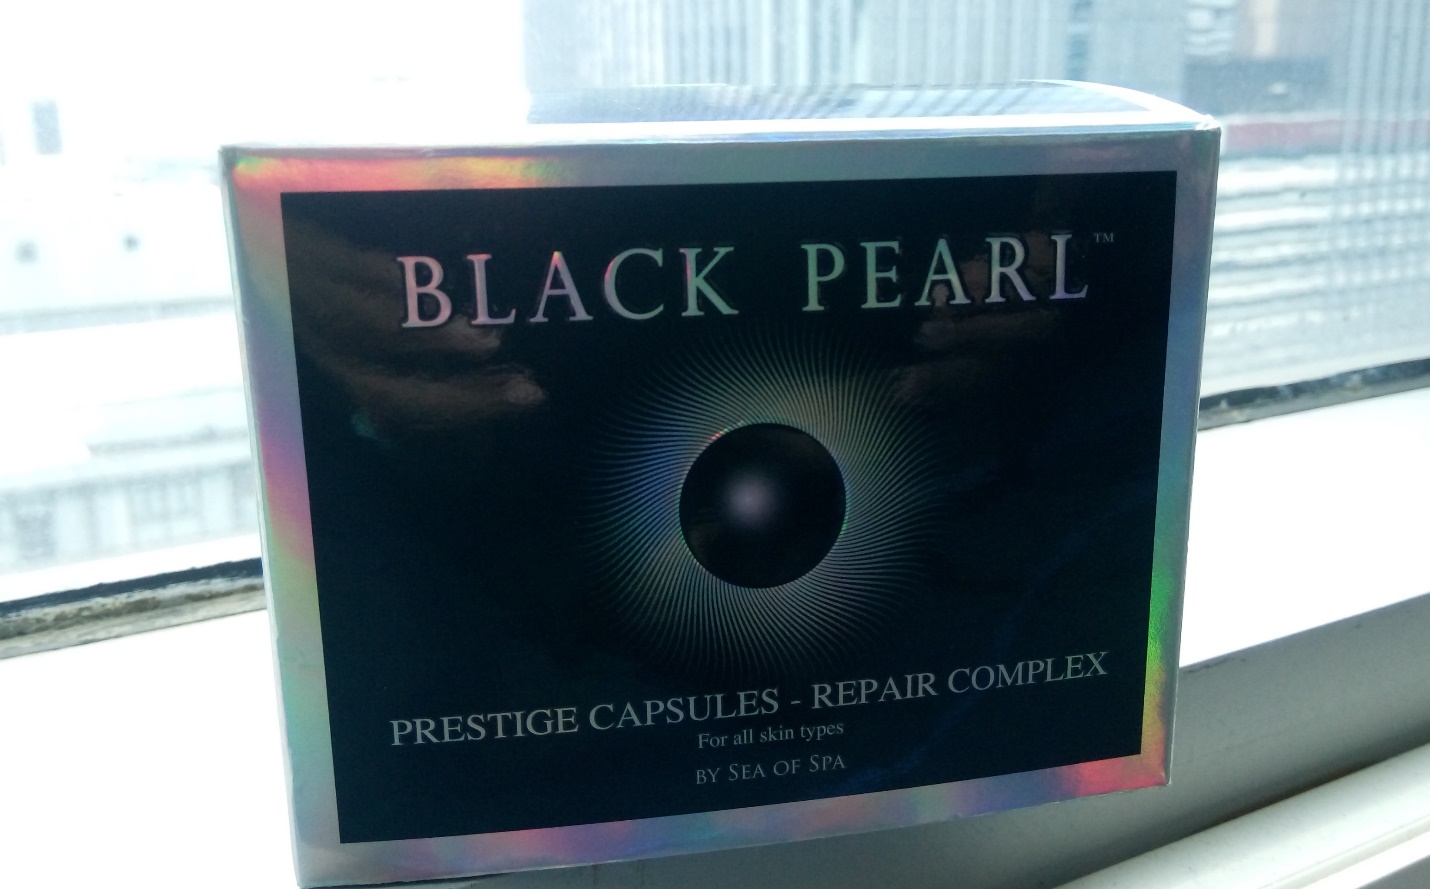 BLACK PEARL™
PRESTIGE CAPSULES - REPAIR COMPLEX
For all skin types
BY SEA OF SPA